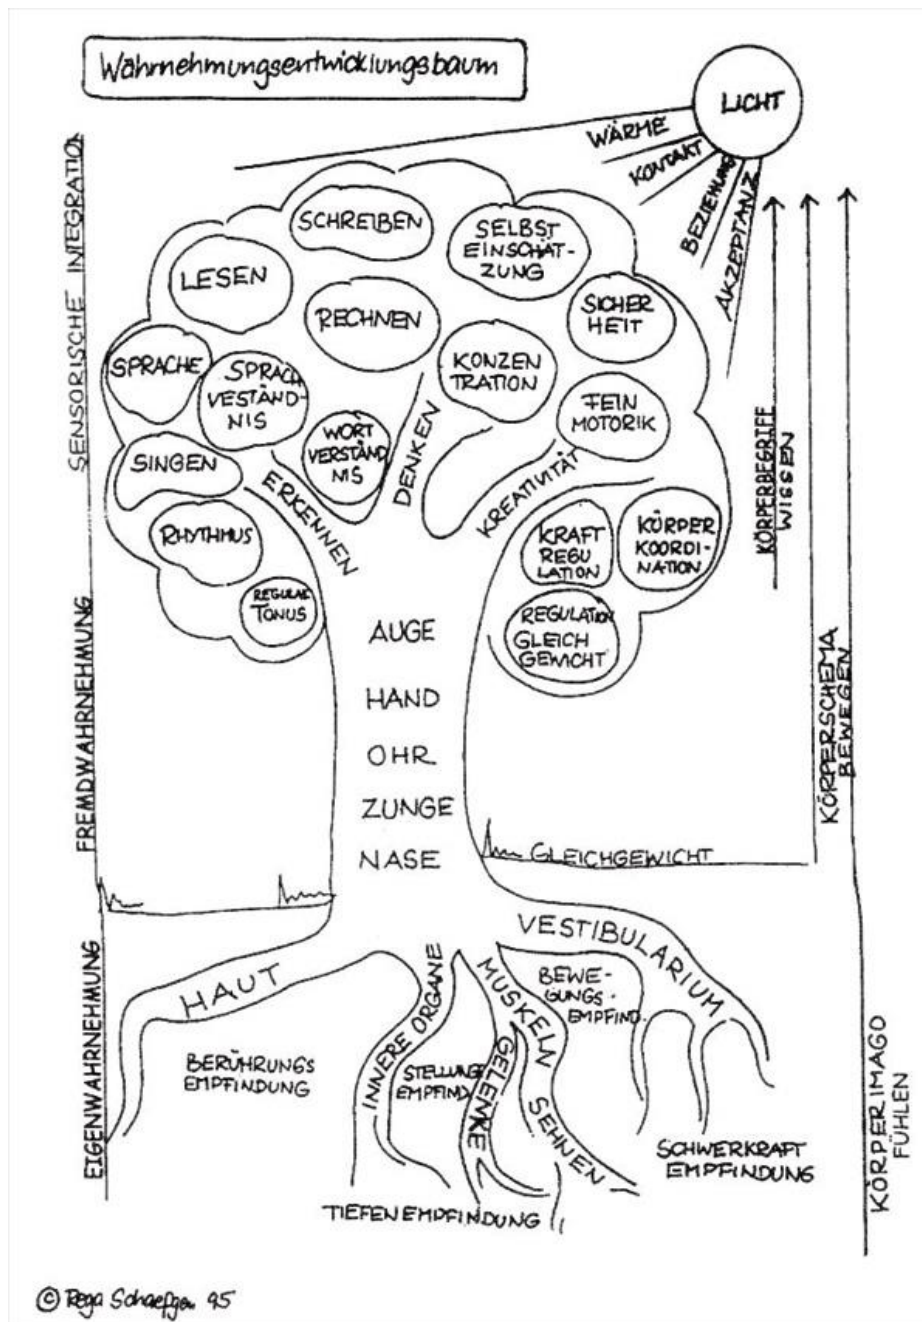 Wahrnehmungsentwicklungsbaum
LICHT
WÄRME
KONTAKT
BEZIEHUNG
AKZEPTANZ
SENSORISCHE INTEGRATION
FREMDWAHRNEHMUNG
EIGENWAHRNEHMUNG
SCHREIBEN
SELBST
EINSCHÄT-
ZUNG
LESEN
RECHNEN
SICHER
HEIT
SPRACHE
SPRACH
VESTÄND-
NIS
KONZEN
TRATION
FEIN
MOTORIK
WORT
VERSTÄND
NIS
SINGEN
RHYTHMUS
TONUS
ERKENNEN
DENKEN
KREATIVITÄT
KRAFT
REGU
LATION
KÖRPER
KOORDI-
NATION
REGULATION
GLEICH
GEWICHT
KÖRPERBEGRIFF
WISSEN
KÖRPERSCHEMA
BEWEGEN
KÖRPERIMAGO
FÜHLEN
AUGE
HAND
OHR
ZUNGE
NASE
GLEICHGEWICHT
HAUT
INNERE ORGANE
MUSKELN
SEHNEN
GELENKE
VESTIBULARIUM
BEWE-
GUNGS-
EMPFIND.
BERÜHRUNGS
EMPFINDUNG
STELLUNGS
EMPFIND
SCHWERKRAFT
EMPFINDUNG
TIEFENEMPFINDUNG
© Rega Schaefgen 95